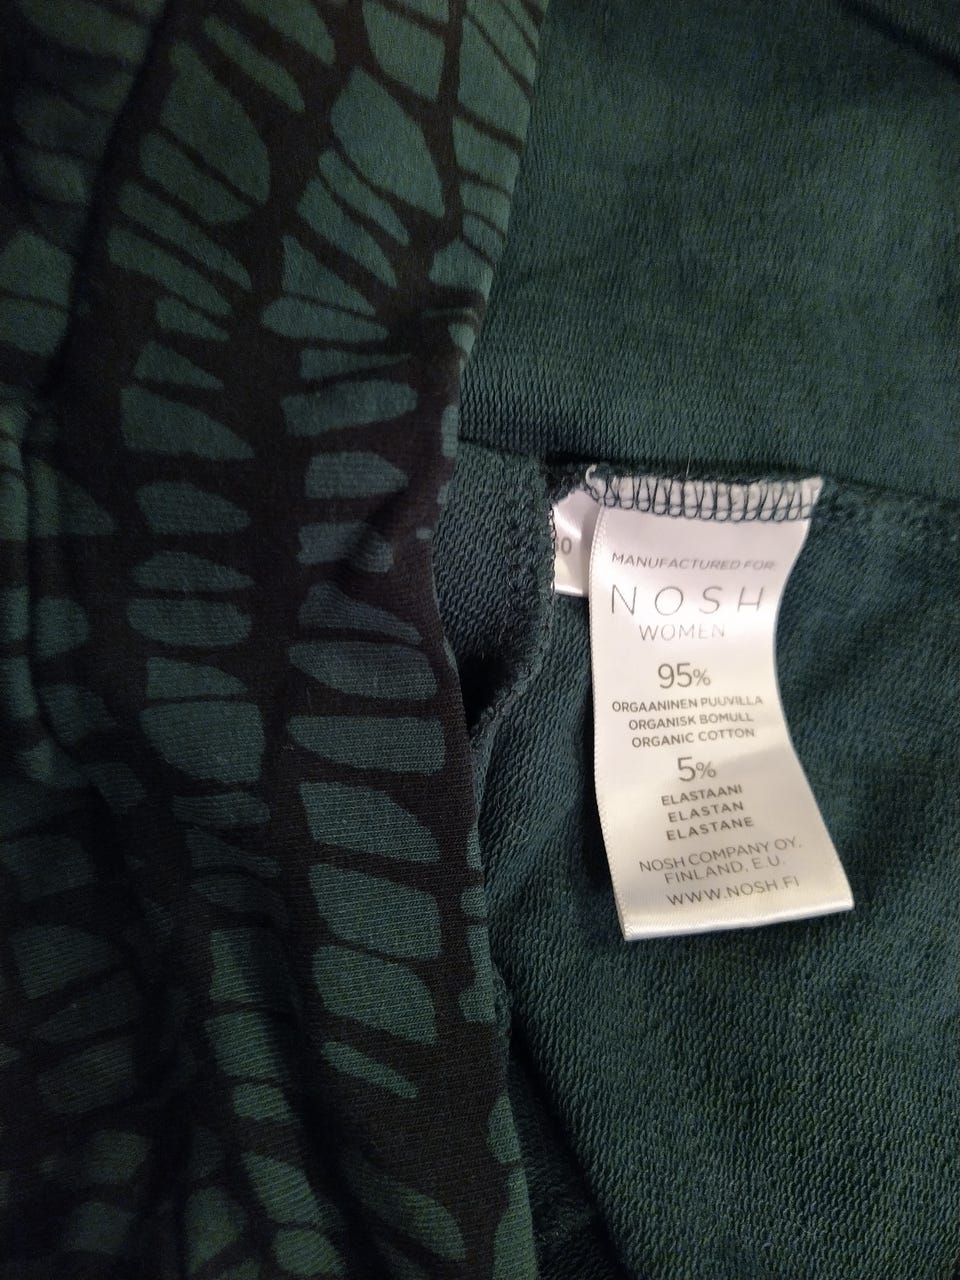 MANUFACTURED FOR
NOSH
WOMEN
95%
ORGAANINEN PUUVILLA
ORGANISK BOMULL
ORGANIC COTTON
5%
ELASTAANI
ELASTAN
ELASTANE
NOSH COMPANY OY,
FINLAND, E.U.
WWW.NOSH.FI